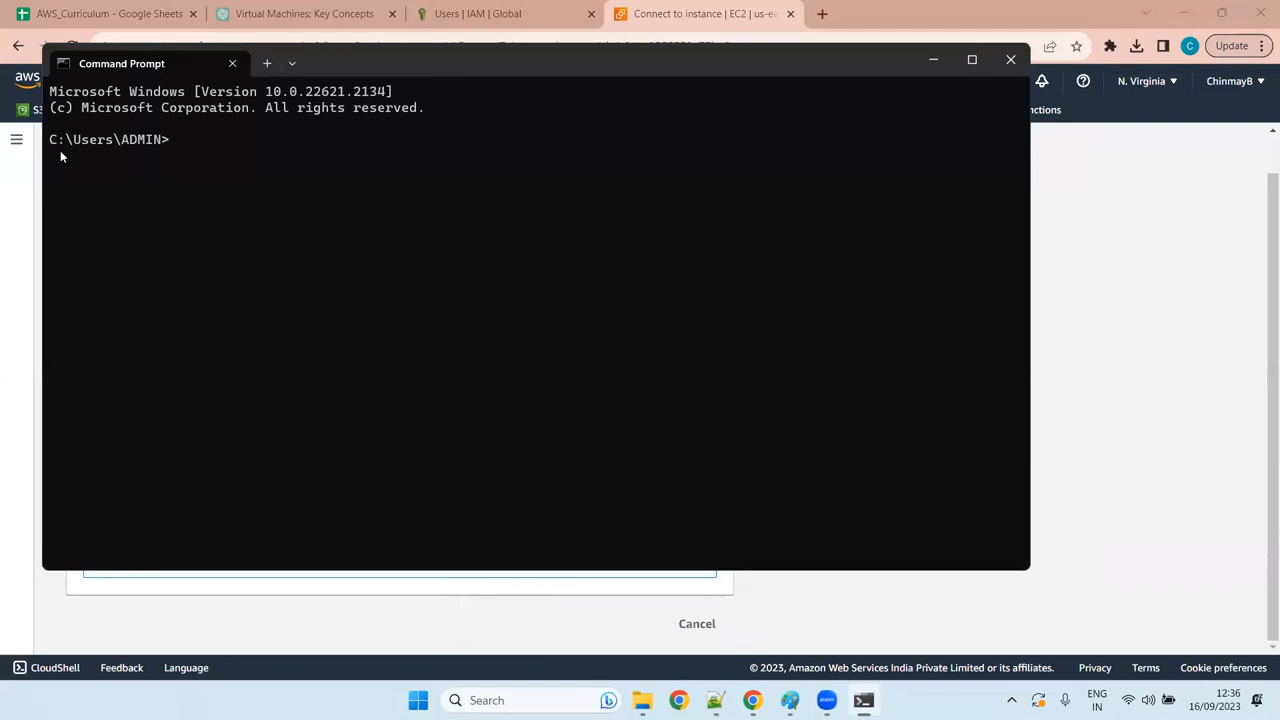 AWS_Curriculum - Google Sheets
Virtual Machines: Key Concepts
Users | IAM | Global
Connect to instance | EC2 | us-ea
Update
Command Prompt
aws
N. Virginia
ChinmayB
Microsoft Windows [Version 10.0.22621.2134]
(c) Microsoft Corporation. All rights reserved.
S3
nctions
C:\Users\ADMIN>
Cancel
CloudShell
Feedback
Language
© 2023, Amazon Web Services India Private Limited or its affiliates.
Privacy
Terms
Cookie preferences
Search
ENG
IN
12:36
16/09/2023